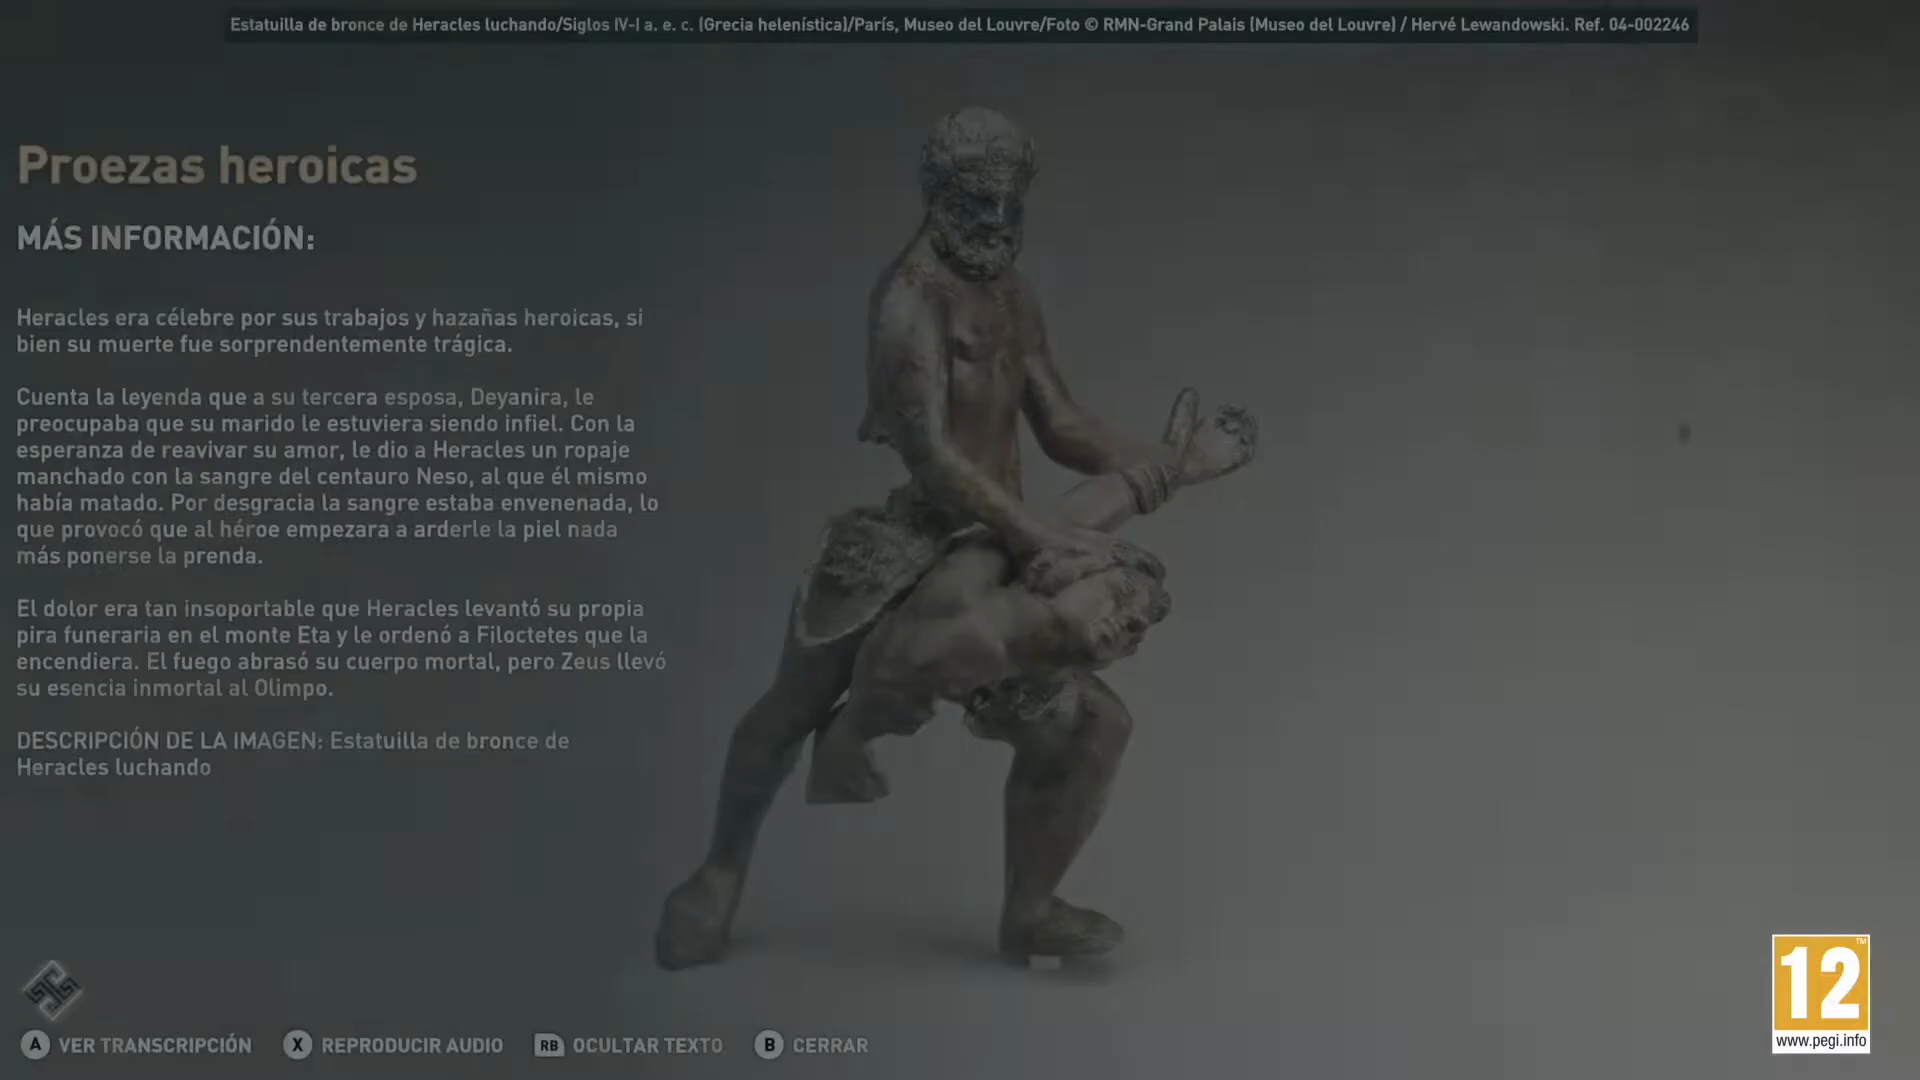 Estatuilla de bronce de Heracles luchando/Siglos IV-I a. e. c. (Grecia helenística)/París, Museo del Louvre/Foto © RMN-Grand Palais (Museo del Louvre) / Hervé Lewandowski. Ref. 04-002246
Proezas heroicas
MÁS INFORMACIÓN:
Heracles era célebre por sus trabajos y hazañas heroicas, si
bien su muerte fue sorprendentemente trágica.
Cuenta la leyenda que a su tercera esposa, Deyanira, le
preocupaba que su marido le estuviera siendo infiel. Con la
esperanza de reavivar su amor, le dio a Heracles un ropaje
manchado con la sangre del centauro Neso, al que él mismo
había matado. Por desgracia la sangre estaba envenenada, lo
que provocó que al héroe empezara a arderle la piel nada
más ponerse la prenda.
El dolor era tan insoportable que Heracles levantó su propia
pira funeraria en el monte Eta y le ordenó a Filoctetes que la
encendiera. El fuego abrasó su cuerpo mortal, pero Zeus llevó
su esencia inmortal al Olimpo.
DESCRIPCIÓN DE LA IMAGEN: Estatuilla de bronce de
Heracles luchando
A VER TRANSCRIPCIÓN X REPRODUCIR AUDIO RB OCULTAR TEXTO B CERRAR
12™
www.pegi.info